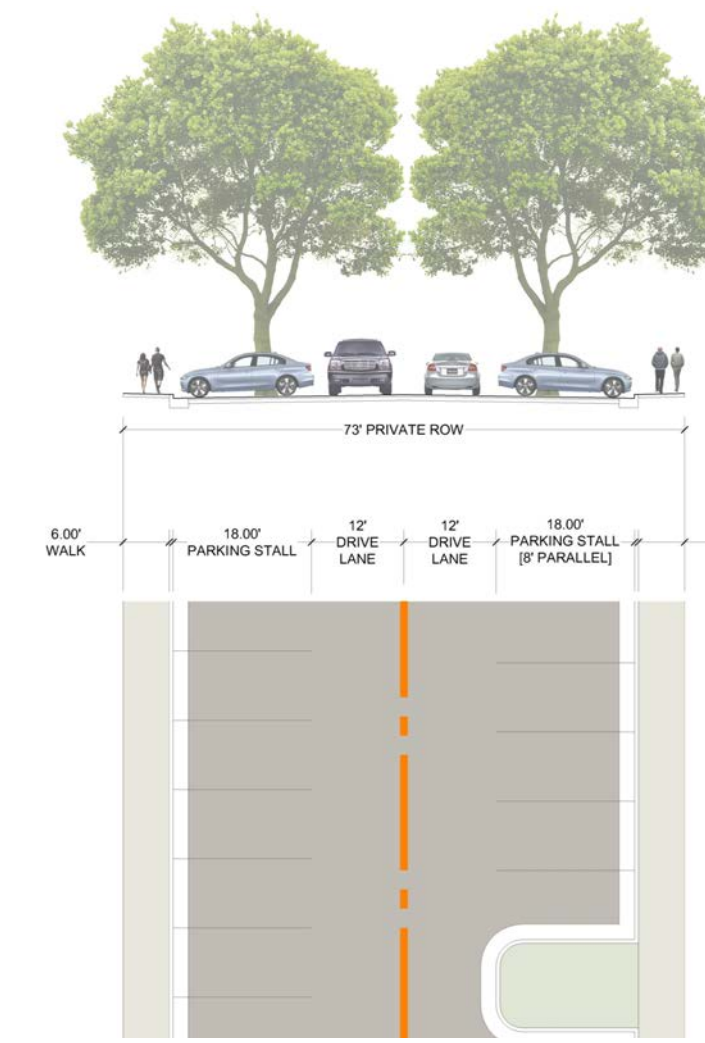 73' PRIVATE ROW
6.00'
WALK
18.00'
PARKING STALL
12'
DRIVE
LANE
12'
DRIVE
LANE
18.00'
PARKING STALL
[8' PARALLEL]